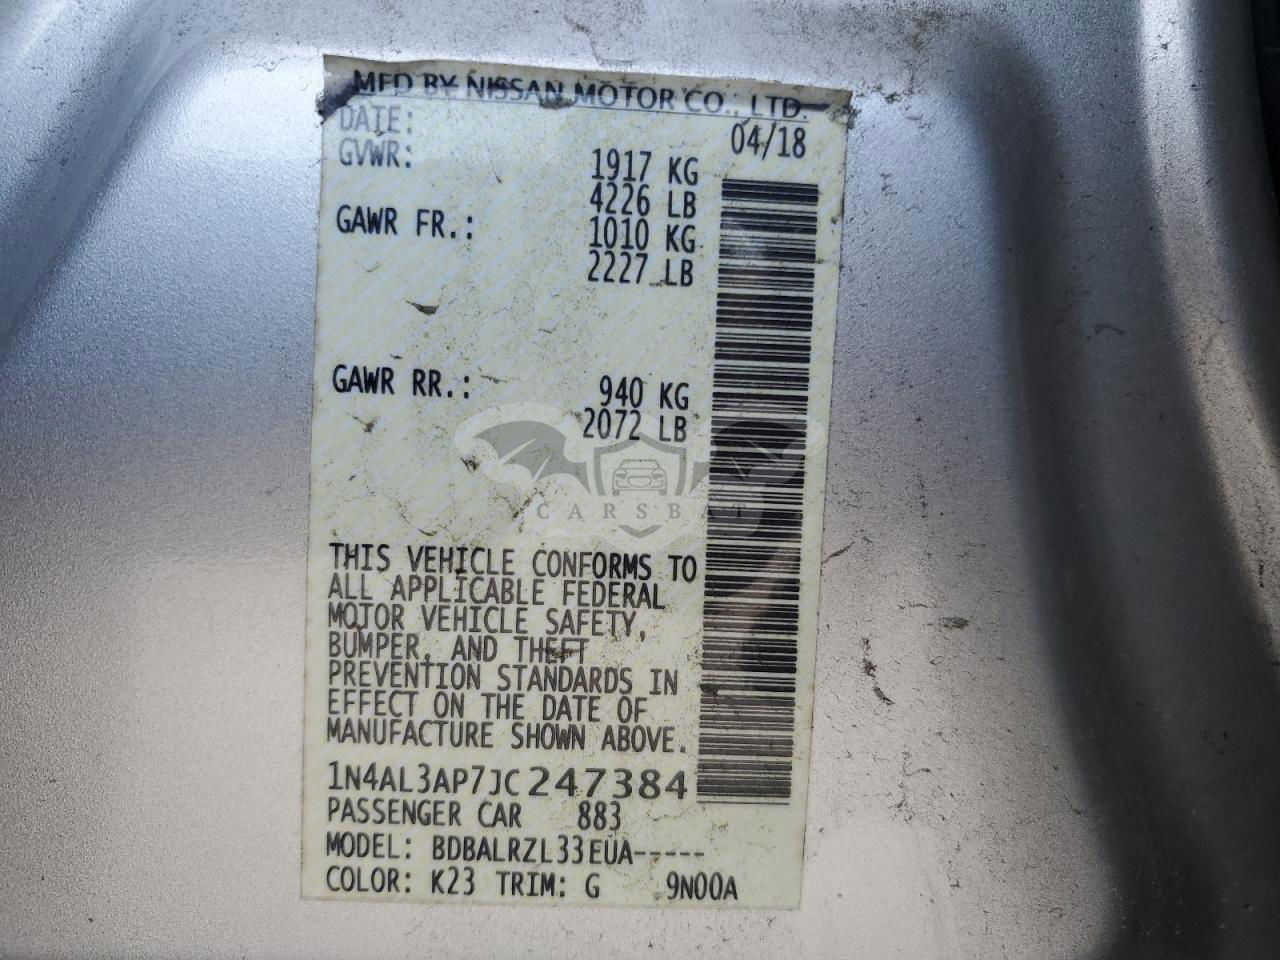 MFD BY NISSAN MOTOR CO., LTD.
DATE: 04/18
GVWR: 1917 KG
4226 LB
GAWR FR.: 1010 KG
2227 LB
GAWR RR.: 940 KG
2072 LB
CARSBAT
THIS VEHICLE CONFORMS TO
ALL APPLICABLE FEDERAL
MOTOR VEHICLE SAFETY,
BUMPER, AND THEFT
PREVENTION STANDARDS IN
EFFECT ON THE DATE OF
MANUFACTURE SHOWN ABOVE.
1N4AL3AP7JC247384
PASSENGER CAR 883
MODEL: BDBALRZL33EUA-----
COLOR: K23 TRIM: G 9N00A